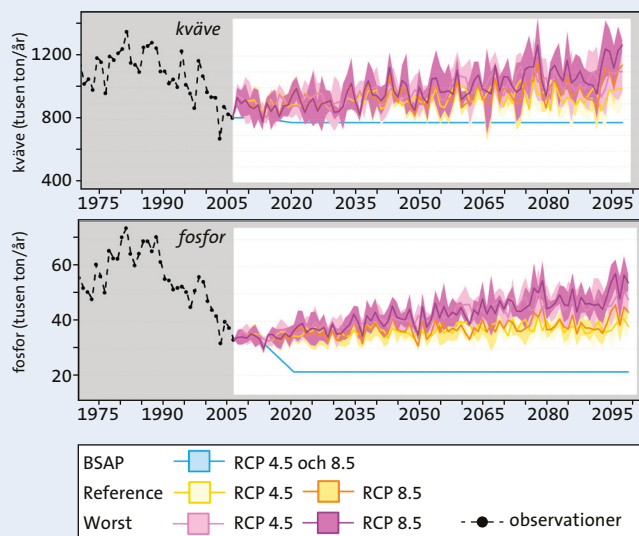 kväve
kväve (tusen ton/år)
1200
800
400
1975 1990 2005 2020 2035 2050 2065 2080 2095
fosfor
fosfor (tusen ton/år)
60
40
20
1975 1990 2005 2020 2035 2050 2065 2080 2095
BSAP RCP 4.5 och 8.5
Reference RCP 4.5 RCP 8.5
Worst RCP 4.5 RCP 8.5 observationer